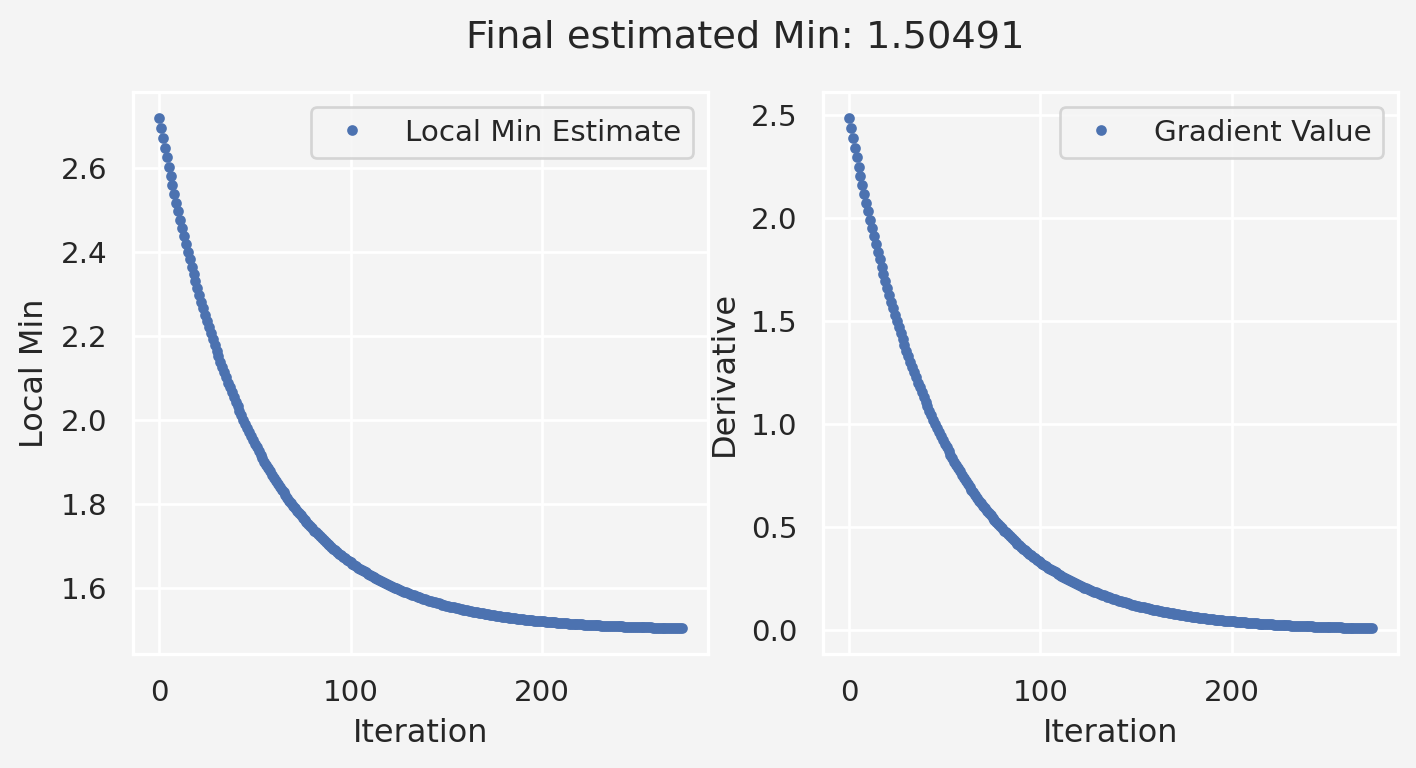 Final estimated Min: 1.50491
Local Min Estimate
2.6
2.4
2.2
2.0
1.8
1.6
Local Min
0 100 200
Iteration
Gradient Value
2.5
2.0
1.5
1.0
0.5
0.0
Derivative
0 100 200
Iteration